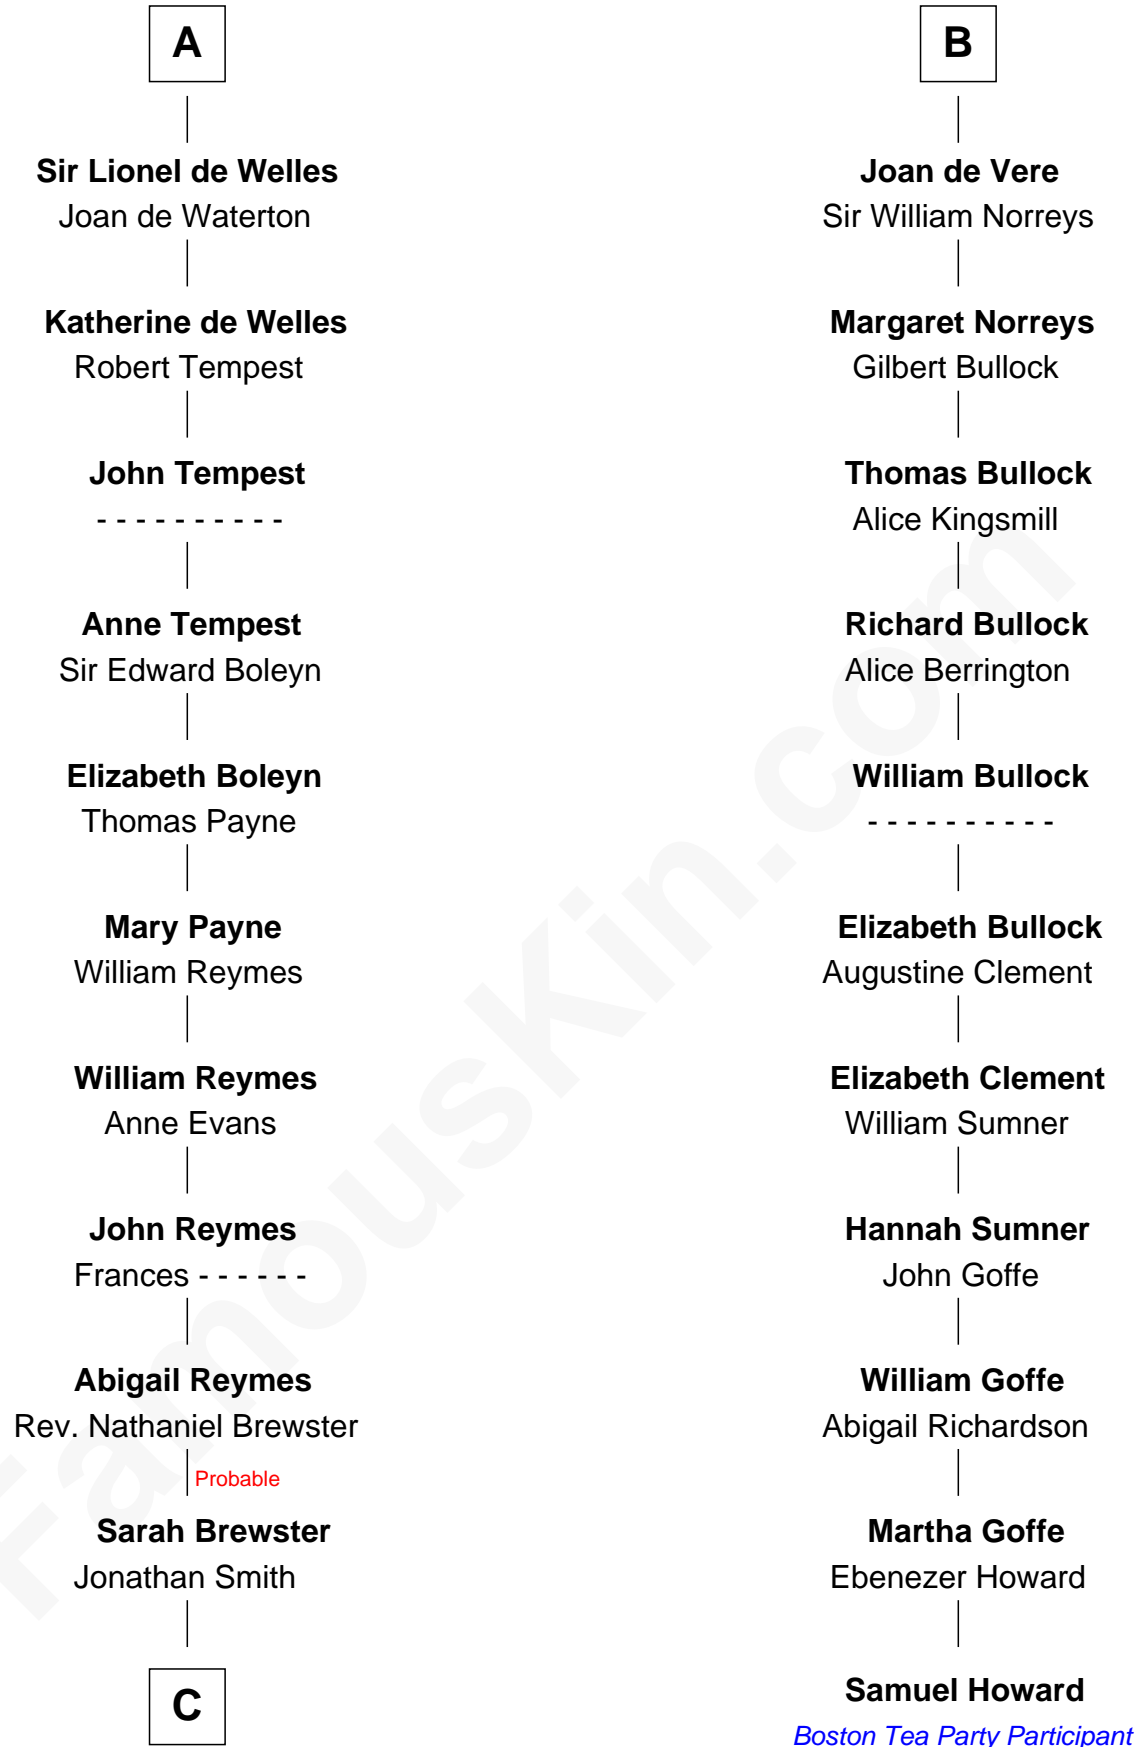 A
Sir Lionel de Welles
Joan de Waterton
Katherine de Welles
Robert Tempest
John Tempest
- - - - - - - - - -
Anne Tempest
Sir Edward Boleyn
Elizabeth Boleyn
Thomas Payne
Mary Payne
William Reymes
William Reymes
Anne Evans
John Reymes
Frances - - - - - -
Abigail Reymes
Rev. Nathaniel Brewster
Probable
Sarah Brewster
Jonathan Smith
C
B
Joan de Vere
Sir William Norreys
Margaret Norreys
Gilbert Bullock
Thomas Bullock
Alice Kingsmill
Richard Bullock
Alice Berrington
William Bullock
- - - - - - - - - -
Elizabeth Bullock
Augustine Clement
Elizabeth Clement
William Sumner
Hannah Sumner
John Goffe
William Goffe
Abigail Richardson
Martha Goffe
Ebenezer Howard
Samuel Howard
Boston Tea Party Participant
FamousKin.com